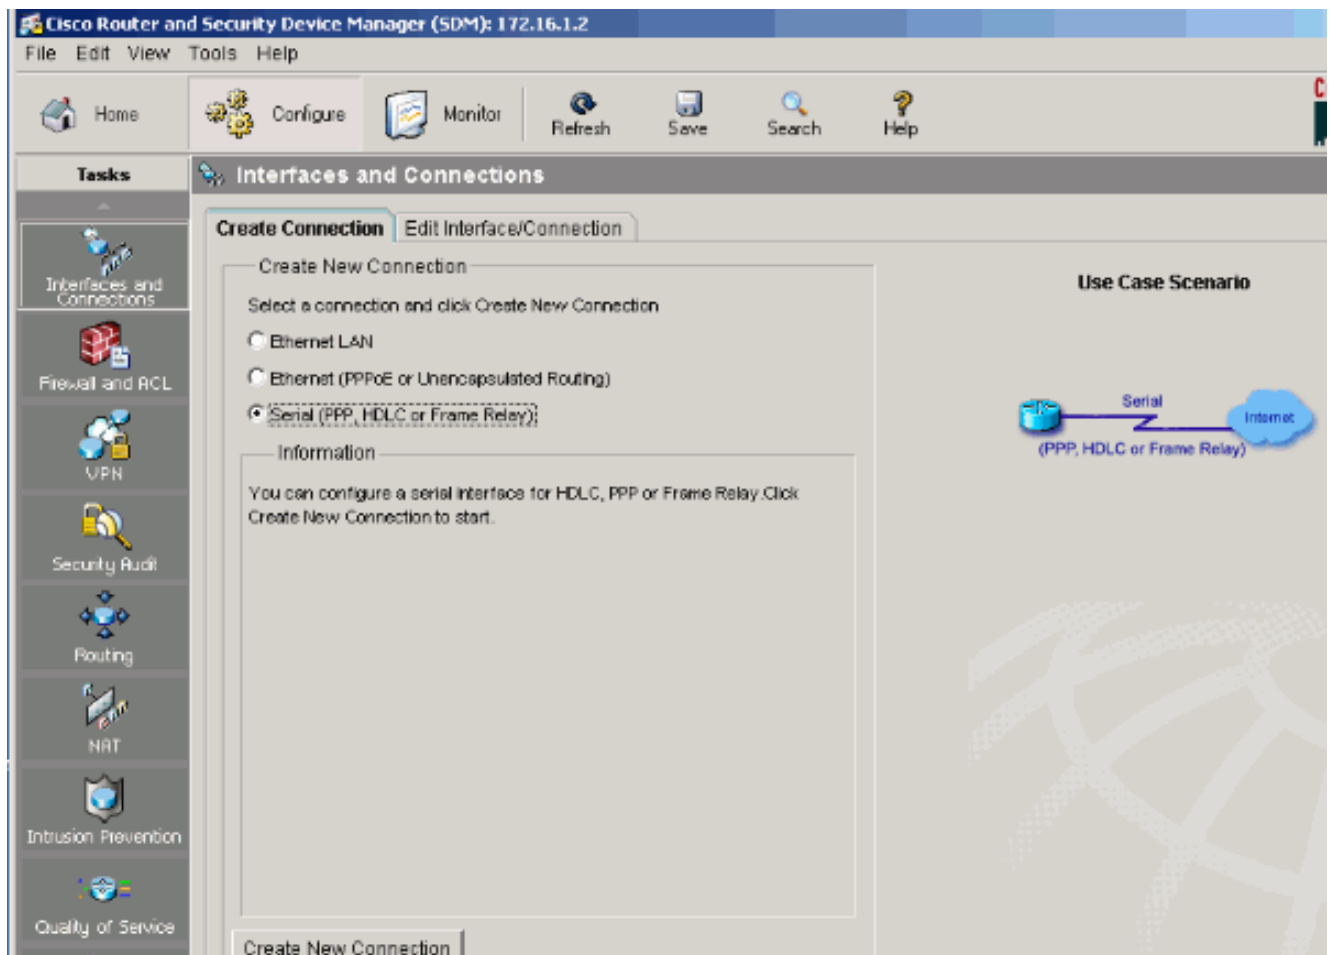 Cisco Router and Security Device Manager (SDM): 172.16.1.2
File Edit View Tools Help
Home Configure Monitor Refresh Save Search Help
Tasks
Interfaces and Connections
Create Connection Edit Interface/Connection
Interfaces and
Connections
Firewall and ACL
VPN
Security Audit
Routing
NAT
Intrusion Prevention
Quality of Service
Create New Connection
Select a connection and click Create New Connection
Ethernet LAN
Ethernet (PPPoE or Unencapsulated Routing)
Serial (PPP, HDLC or Frame Relay)
Information
You can configure a serial interface for HDLC, PPP or Frame Relay.Click
Create New Connection to start.
Create New Connection
Use Case Scenario
Serial
Internet
(PPP, HDLC or Frame Relay)